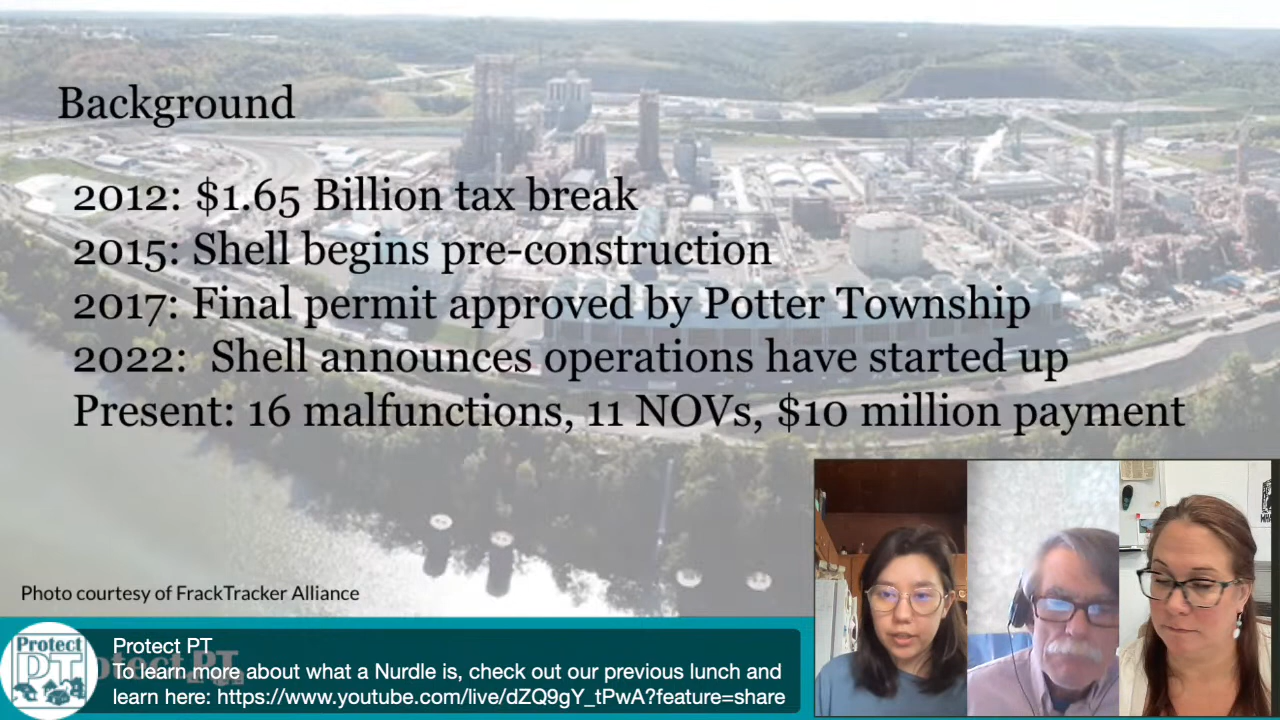 Background
2012: $1.65 Billion tax break
2015: Shell begins pre-construction
2017: Final permit approved by Potter Township
2022: Shell announces operations have started up
Present: 16 malfunctions, 11 NOVs, $10 million payment
Photo courtesy of FrackTracker Alliance
Protect
PT
Protect PT
To learn more about what a Nurdle is, check out our previous lunch and
learn here: https://www.youtube.com/live/dZQ9gY_tPwA?feature=share